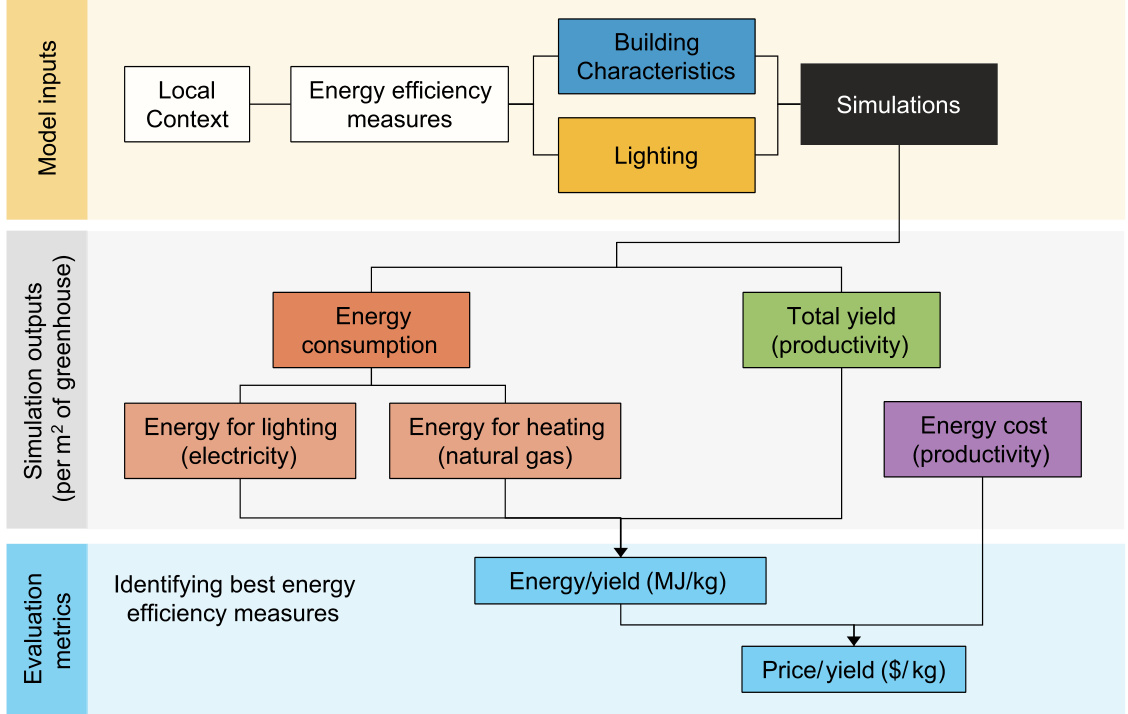 Model inputs
Local
Context
Energy efficiency
measures
Building
Characteristics
Lighting
Simulations
Simulation outputs
(per m² of greenhouse)
Energy
consumption
Total yield
(productivity)
Energy for lighting
(electricity)
Energy for heating
(natural gas)
Energy cost
(productivity)
Evaluation
metrics
Identifying best energy
efficiency measures
Energy/yield (MJ/kg)
Price/yield ($/kg)